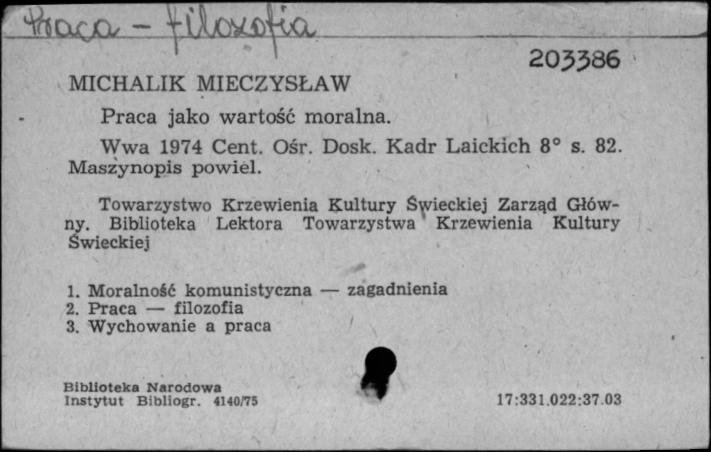 Praca - filozofia
203386
MICHALIK MIECZYSŁAW
Praca jako wartość moralna.
Wwa 1974 Cent. Ośr. Dosk. Kadr Laickich 8° s. 82.
Maszynopis powiel.
Towarzystwo Krzewienia Kultury Świeckiej Zarząd Głów-
ny. Biblioteka Lektora Towarzystwa Krzewienia Kultury
Świeckiej
1. Moralność komunistyczna — zagadnienia
2. Praca — filozofia
3. Wychowanie a praca
Biblioteka Narodowa
Instytut Bibliogr. 4140/75
17:331.022:37.03